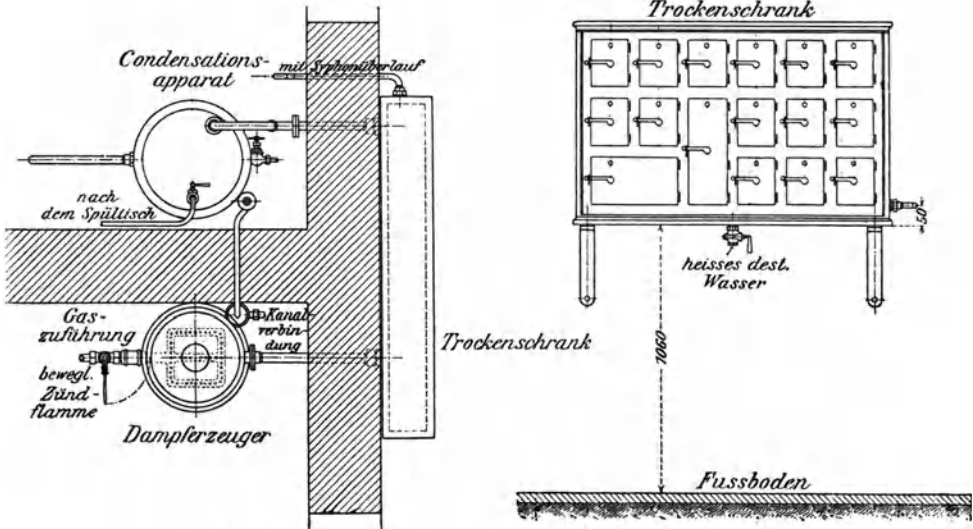 Condensations-
apparat
mit Syphonüberlauf
nach
dem Spültisch
Gas-
zuführung
bewegl.
Zünd-
flamme
Kanal-
verbin-
dung
Dampferzeuger
Trockenschrank
Trockenschrank
50
heisses dest.
Wasser
1060
Fussboden